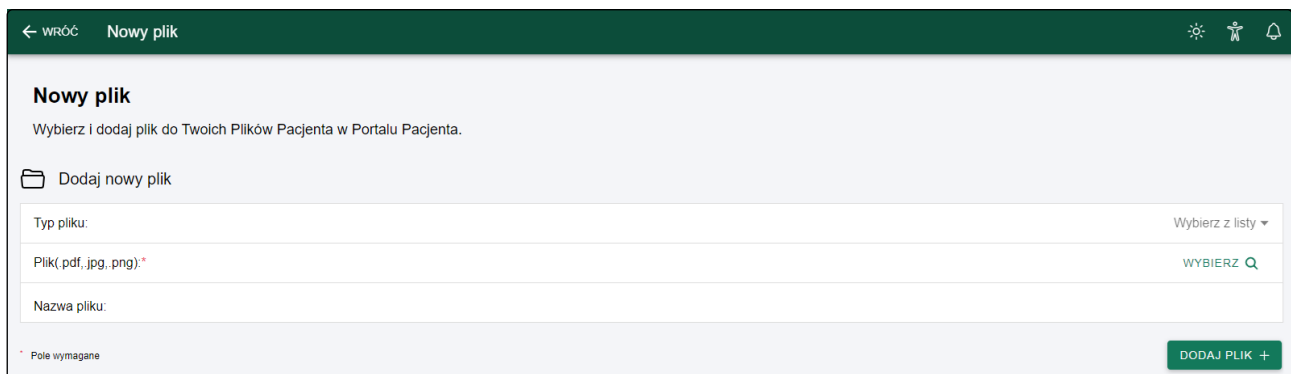 WRÓĆ Nowy plik
Nowy plik
Wybierz i dodaj plik do Twoich Plików Pacjenta w Portalu Pacjenta.
Dodaj nowy plik
Typ pliku: Wybierz z listy
Plik(.pdf,.jpg,.png):* WYBIERZ
Nazwa pliku:
* Pole wymagane DODAJ PLIK +